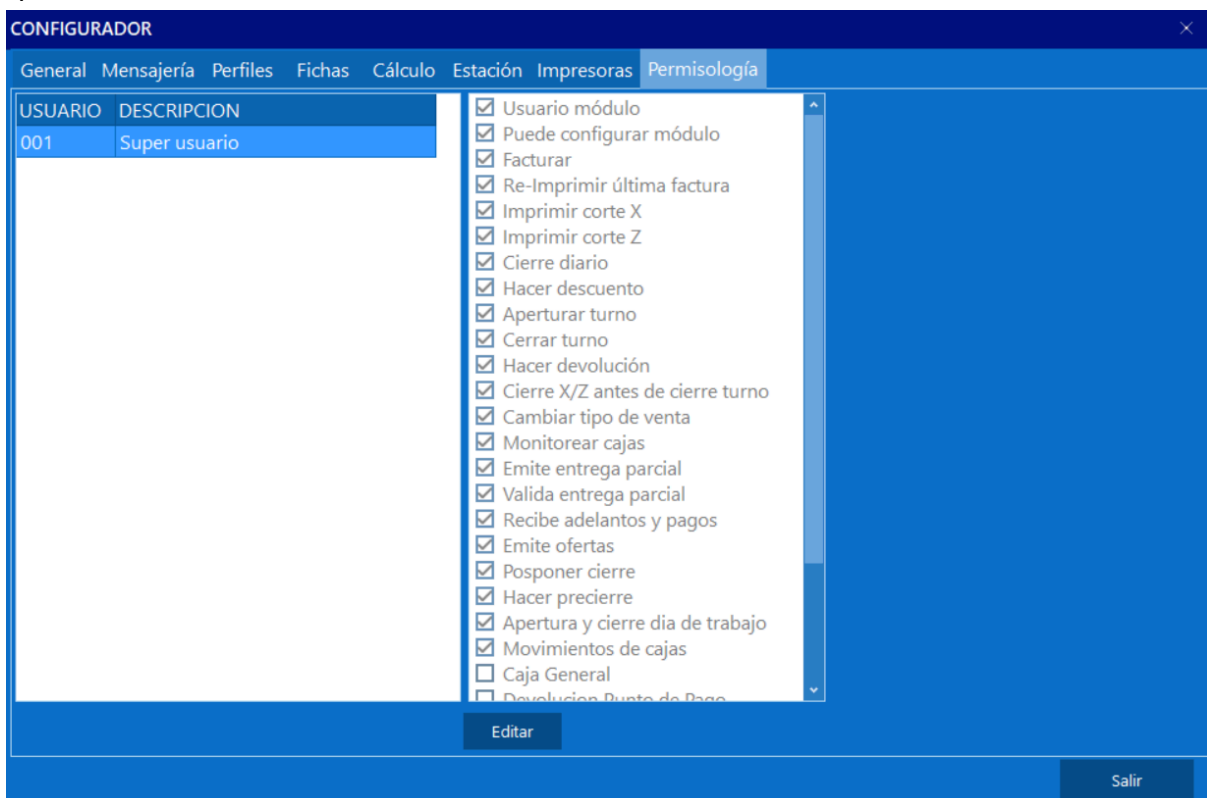 CONFIGURADOR
General Mensajería Perfiles Fichas Cálculo Estación Impresoras Permisología
USUARIO DESCRIPCION
001 Super usuario
Usuario módulo
Puede configurar módulo
Facturar
Re-Imprimir última factura
Imprimir corte X
Imprimir corte Z
Cierre diario
Hacer descuento
Aperturar turno
Cerrar turno
Hacer devolución
Cierre X/Z antes de cierre turno
Cambiar tipo de venta
Monitorear cajas
Emite entrega parcial
Valida entrega parcial
Recibe adelantos y pagos
Emite ofertas
Posponer cierre
Hacer precierre
Apertura y cierre dia de trabajo
Movimientos de cajas
Caja General
Devolucion Punto de Pago
Editar
Salir